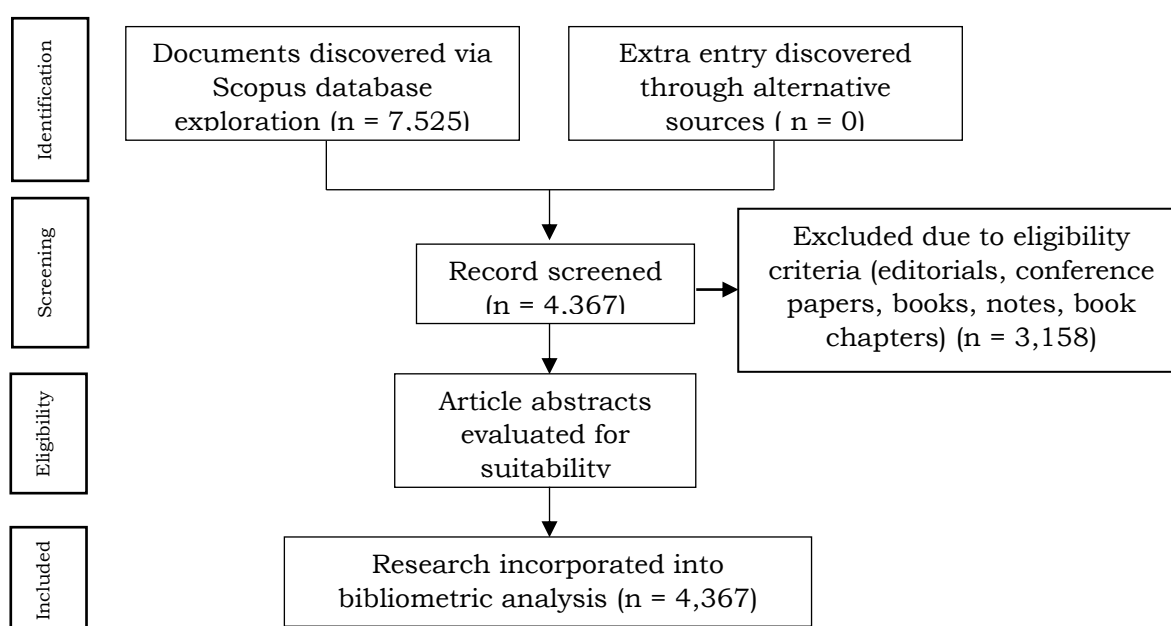 Identification
Documents discovered via
Scopus database
exploration (n = 7,525)
Extra entry discovered
through alternative
sources ( n = 0)
Screening
Record screened
(n = 4,367)
Excluded due to eligibility
criteria (editorials, conference
papers, books, notes, book
chapters) (n = 3,158)
Eligibility
Article abstracts
evaluated for
suitability
Included
Research incorporated into
bibliometric analysis (n = 4,367)